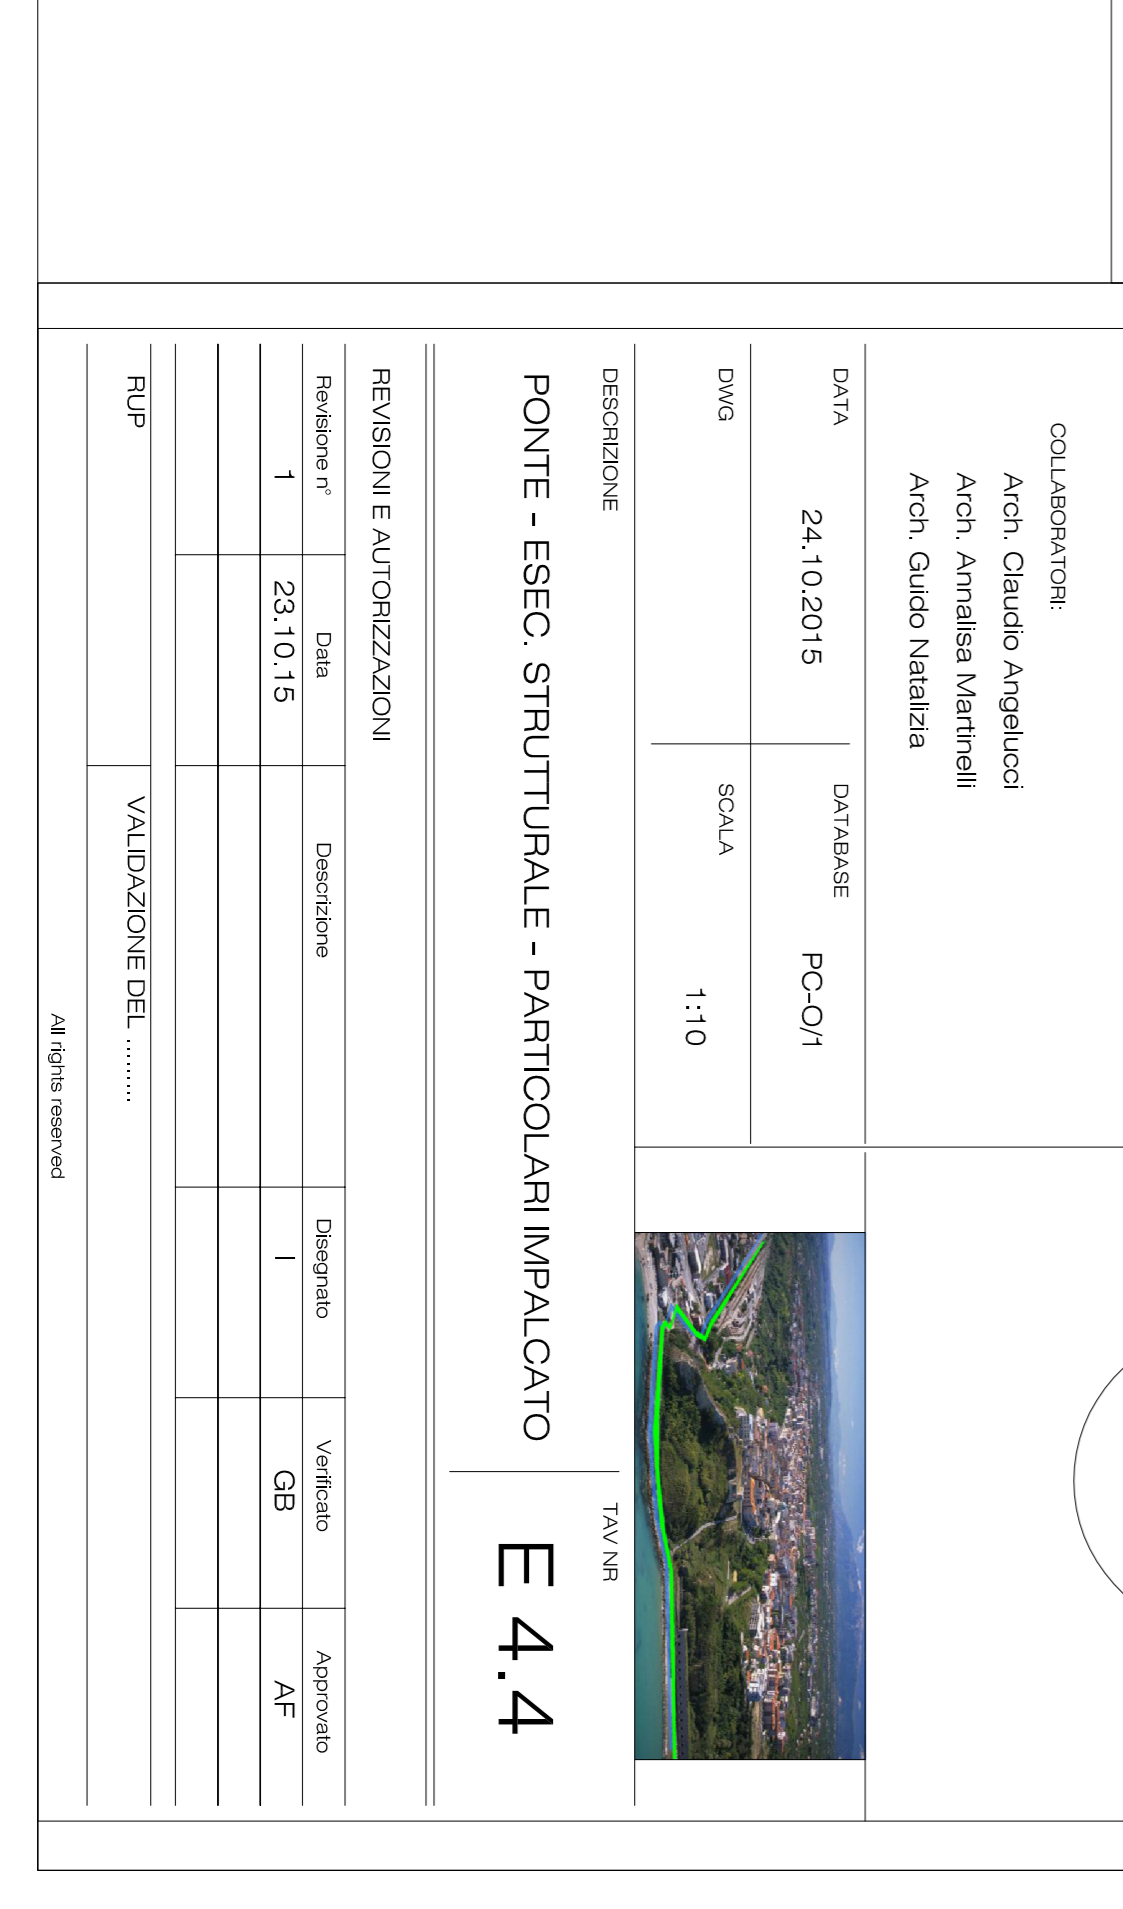 COLLABORATORI:
Arch. Claudio Angelucci
Arch. Annalisa Martinelli
Arch. Guido Natalizia
DATA
24.10.2015
DATABASE
PC-O/1
DWG
SCALA
1:10
DESCRIZIONE
PONTE - ESEC. STRUTTURALE - PARTICOLARI IMPALCATO
TAV NR
E 4.4
REVISIONI E AUTORIZZAZIONI
Revisione n° Data Descrizione Disegnato Verificato Approvato
1 23.10.15 I GB AF
RUP
VALIDAZIONE DEL .........
All rights reserved